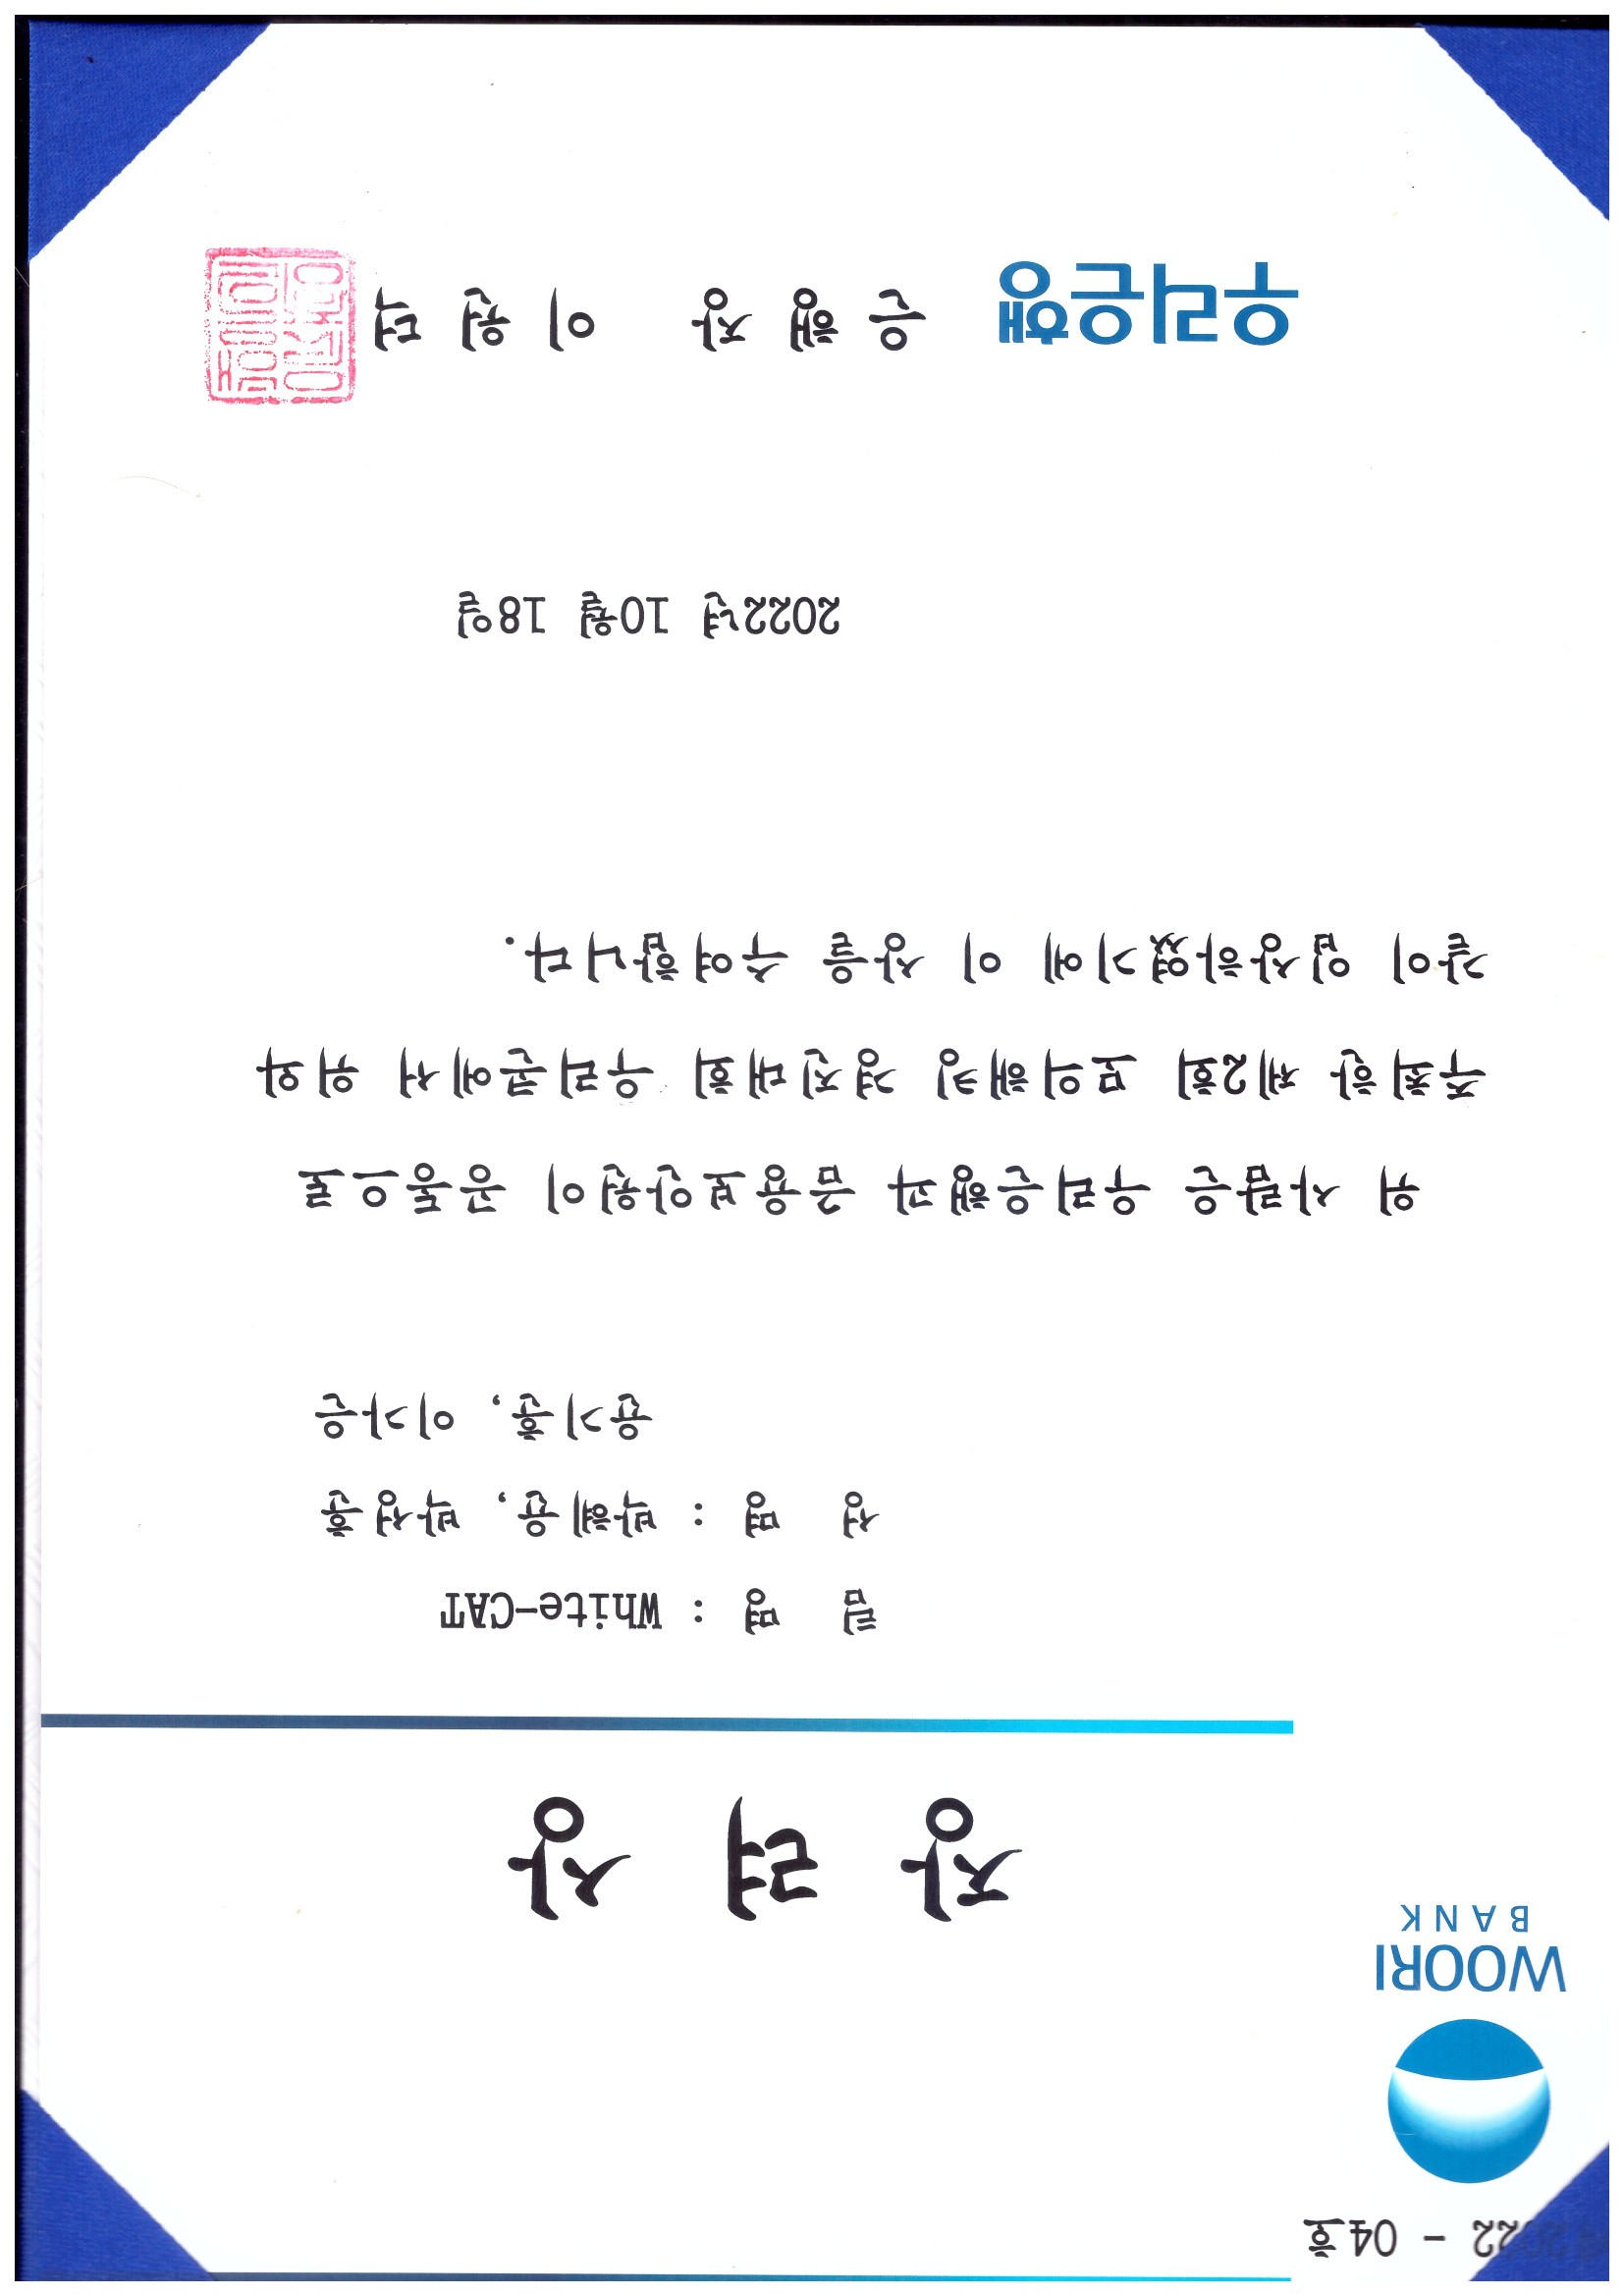 2022 - 04호
WOORI
BANK
장 려 상
팀 명 : White-CAT
성 명 : 박혜윤, 박성훈
윤기훈, 이가은
위 사람은 우리은행과 금융보안원이 공동으로
주최한 제2회 모의해킹 경진대회 우리콘에서 위와
같이 입상하였기에 이 상을 수여합니다.
2022년 10월 18일
우리은행 은 행 장 이 원 덕